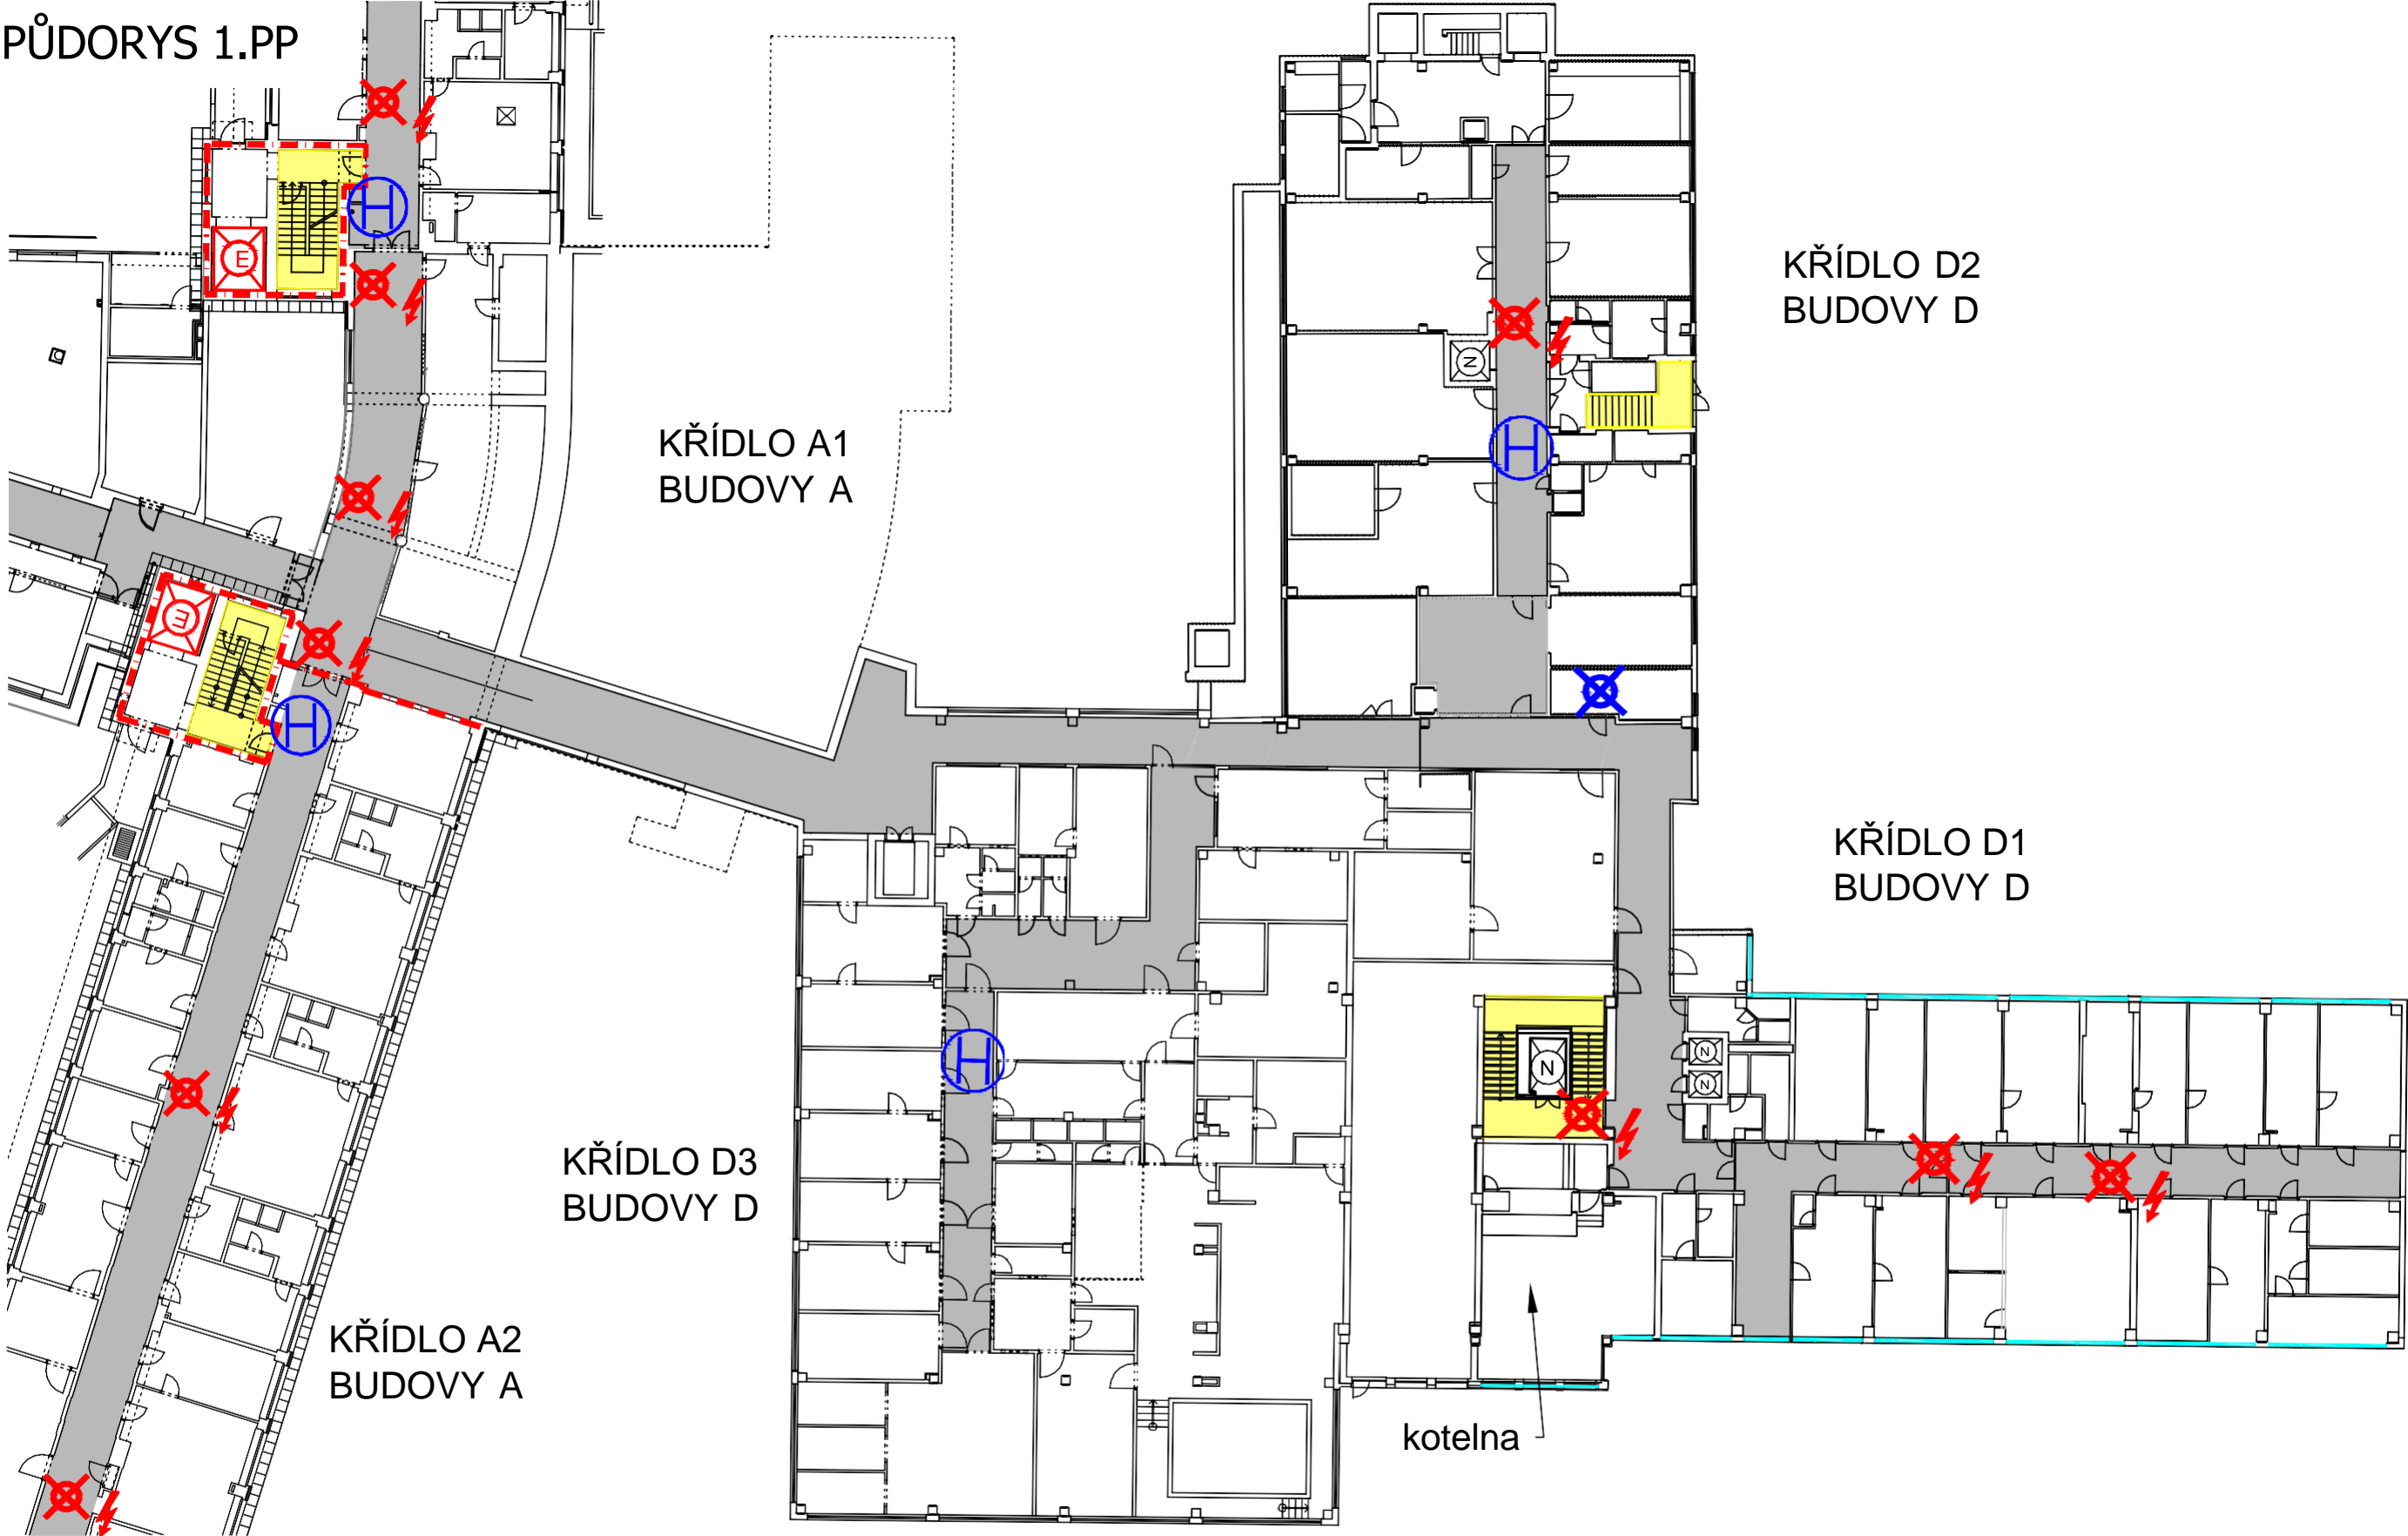 PŮDORYS 1.PP
H
E
KŘÍDLO D2
BUDOVY D
N
KŘÍDLO A1
BUDOVY A
H
E
H
KŘÍDLO D1
BUDOVY D
H
N
N
N
KŘÍDLO D3
BUDOVY D
KŘÍDLO A2
BUDOVY A
kotelna